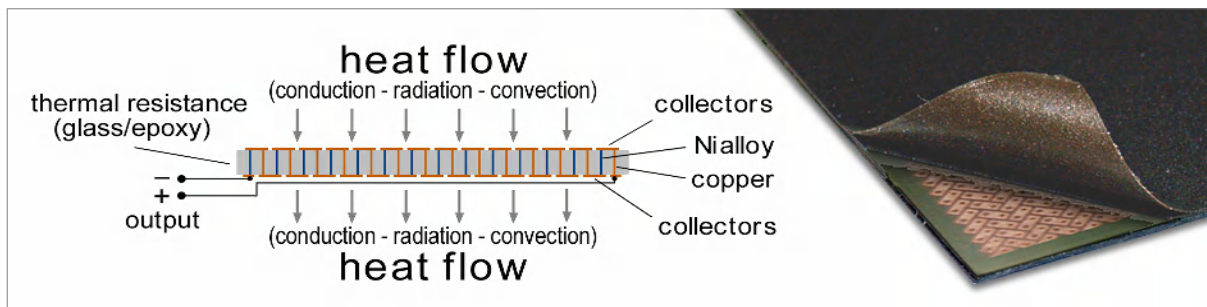 heat flow
(conduction - radiation - convection)
thermal resistance
(glass/epoxy)
collectors
Nialloy
copper
−
+
output
collectors
(conduction - radiation - convection)
heat flow